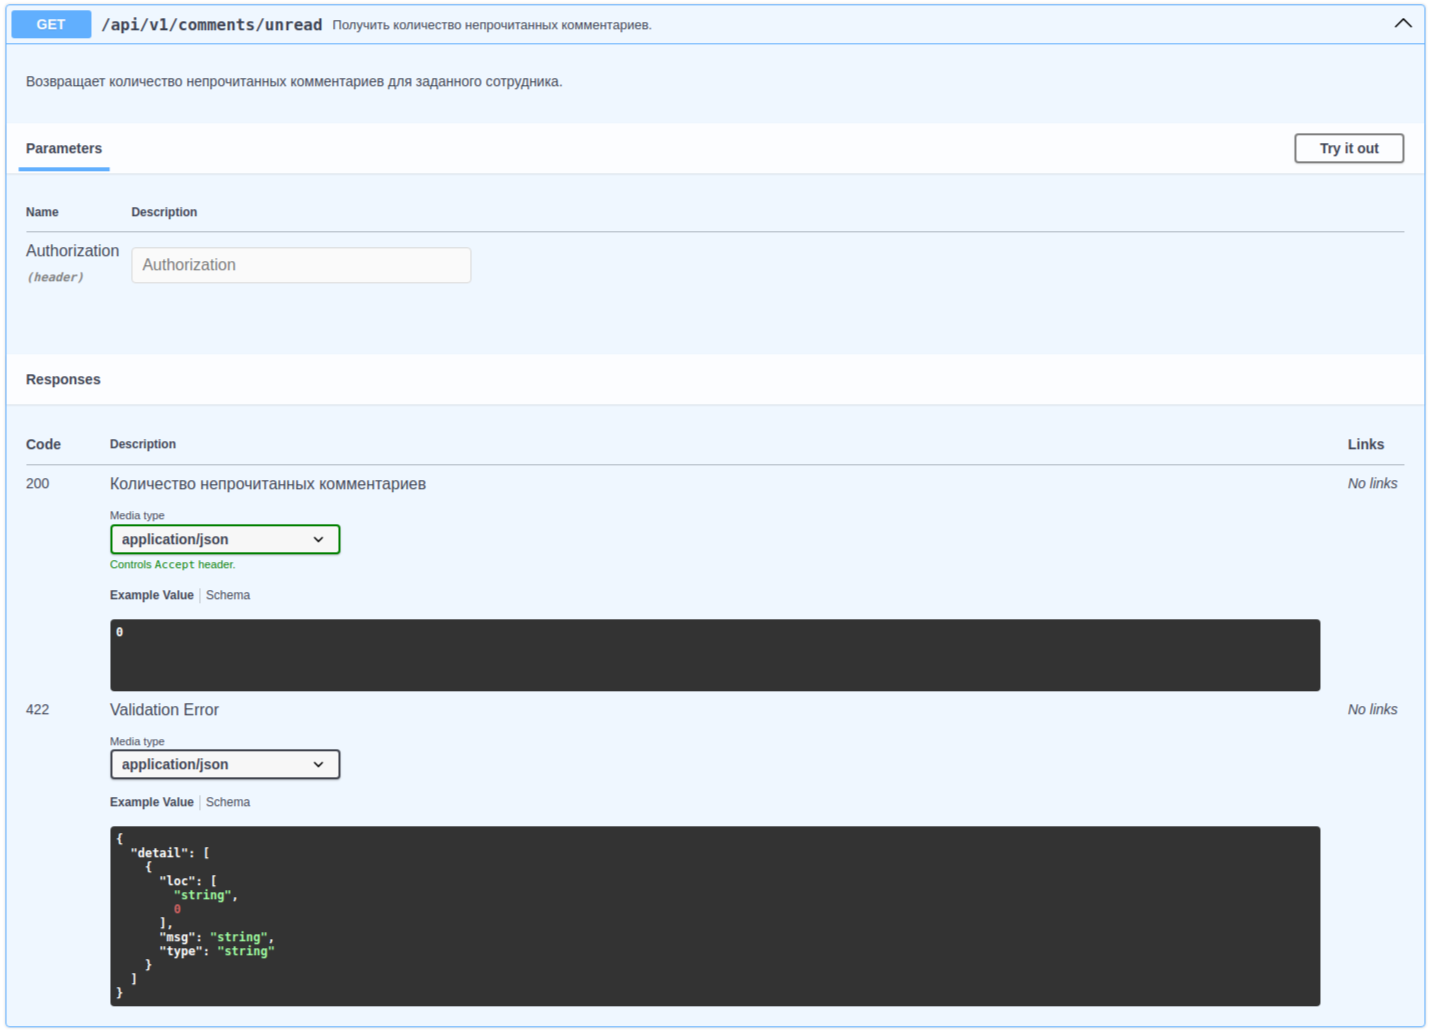 GET /api/v1/comments/unread Получить количество непрочитанных комментариев.
Возвращает количество непрочитанных комментариев для заданного сотрудника.
Parameters Try it out
Name Description
Authorization Authorization
(header)
Responses
Code Description Links
200 Количество непрочитанных комментариев No links
Media type
application/json
Controls Accept header.
Example Value Schema
0
422 Validation Error No links
Media type
application/json
Example Value Schema
{
  "detail": [
    {
      "loc": [
        "string",
        0
      ],
      "msg": "string",
      "type": "string"
    }
  ]
}